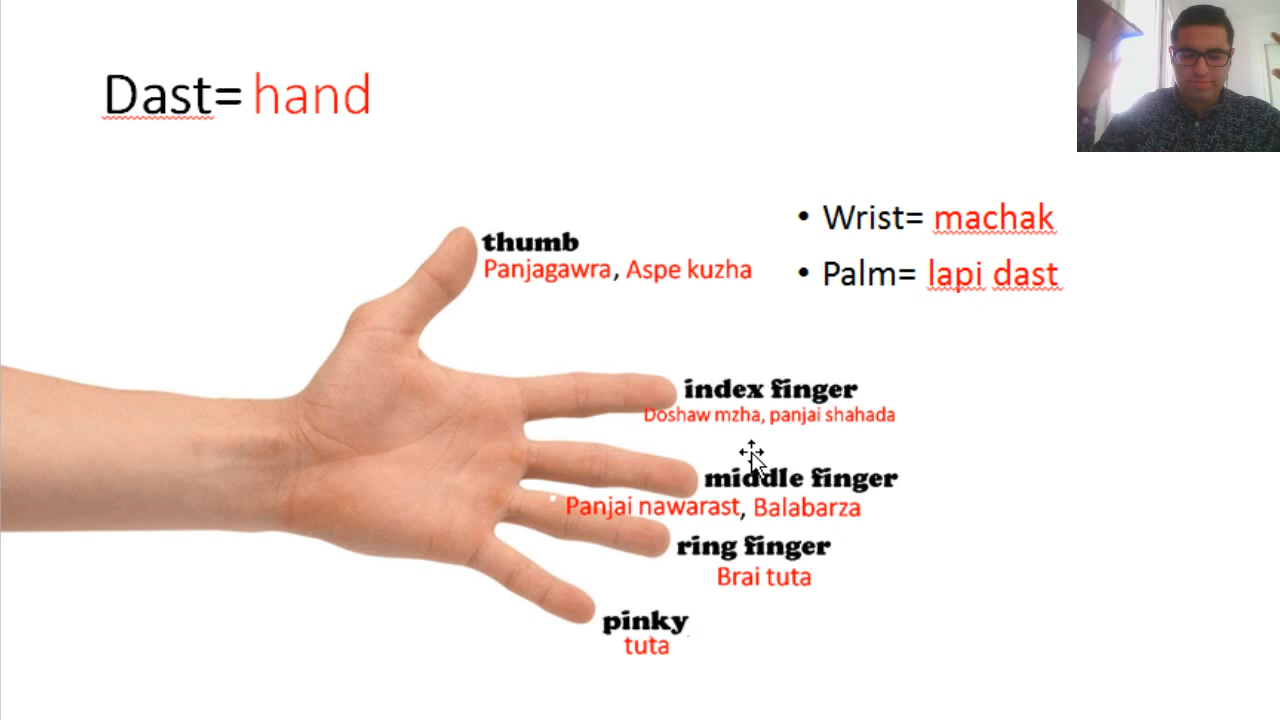 Dast= hand
• Wrist= machak
• Palm= lapi dast
thumb
Panjagawra, Aspe kuzha
index finger
Doshaw mzha, panjai shahada
middle finger
Panjai nawarast, Balabarza
ring finger
Brai tuta
pinky
tuta